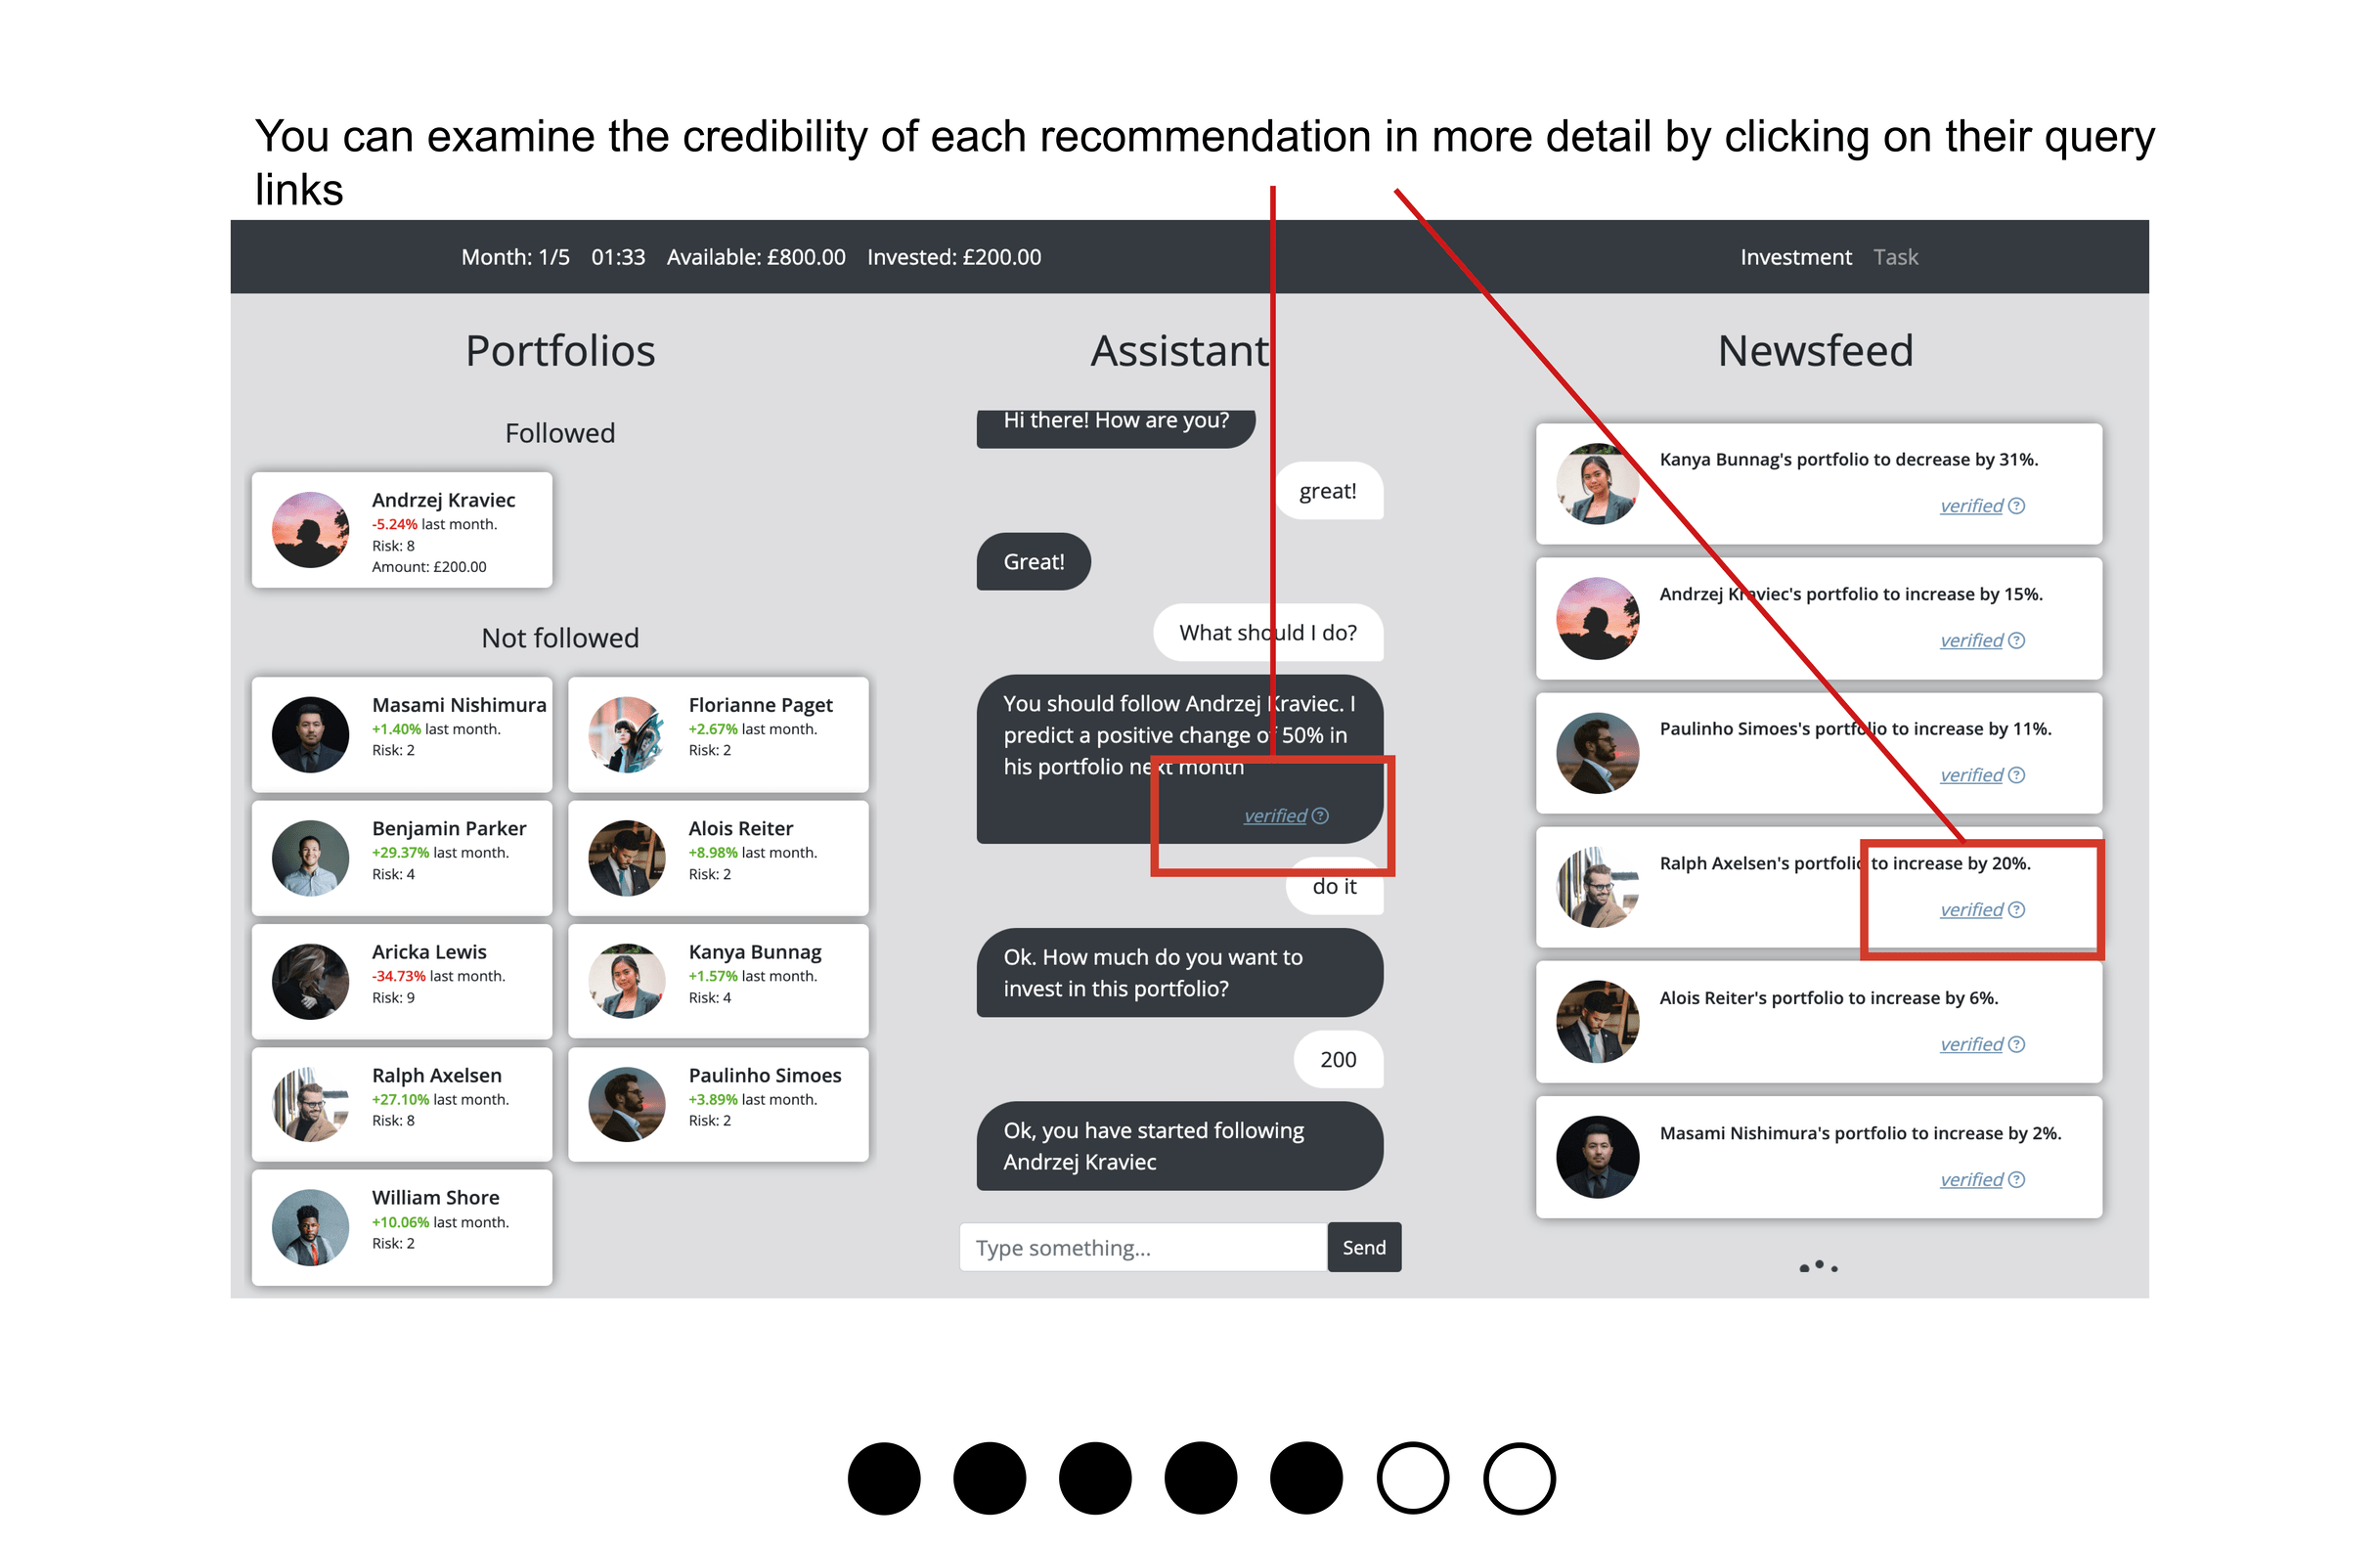 You can examine the credibility of each recommendation in more detail by clicking on their query
links
Month: 1/5 01:33 Available: £800.00 Invested: £200.00
Investment Task
Portfolios
Followed
Andrzej Kraviec
-5.24% last month.
Risk: 8
Amount: £200.00
Not followed
Masami Nishimura
+1.40% last month.
Risk: 2
Florianne Paget
+2.67% last month.
Risk: 2
Benjamin Parker
+29.37% last month.
Risk: 4
Alois Reiter
+8.98% last month.
Risk: 2
Aricka Lewis
-34.73% last month.
Risk: 9
Kanya Bunnag
+1.57% last month.
Risk: 4
Ralph Axelsen
+27.10% last month.
Risk: 8
Paulinho Simoes
+3.89% last month.
Risk: 2
William Shore
+10.06% last month.
Risk: 2
Assistant
Hi there! How are you?
great!
Great!
What should I do?
You should follow Andrzej Kraviec. I
predict a positive change of 50% in
his portfolio next month
verified ?
do it
Ok. How much do you want to
invest in this portfolio?
200
Ok, you have started following
Andrzej Kraviec
Type something...
Send
Newsfeed
Kanya Bunnag's portfolio to decrease by 31%.
verified ?
Andrzej Kraviec's portfolio to increase by 15%.
verified ?
Paulinho Simoes's portfolio to increase by 11%.
verified ?
Ralph Axelsen's portfolio to increase by 20%.
verified ?
Alois Reiter's portfolio to increase by 6%.
verified ?
Masami Nishimura's portfolio to increase by 2%.
verified ?